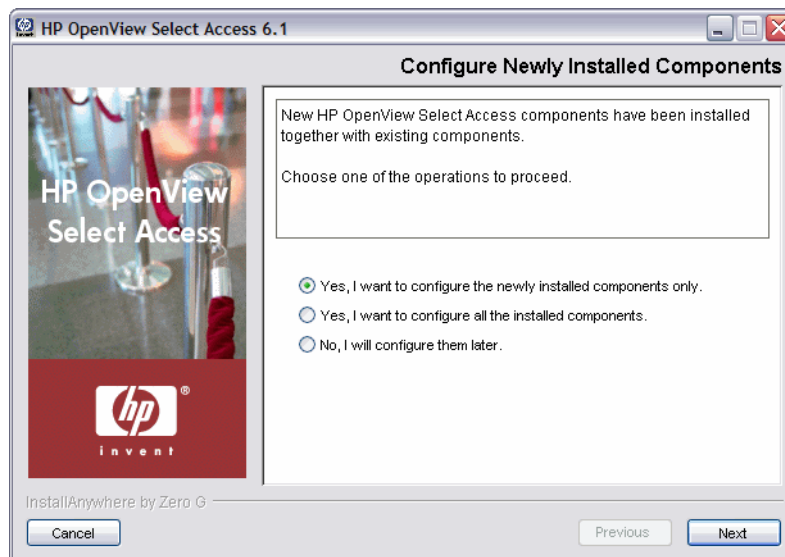 HP OpenView Select Access 6.1
Configure Newly Installed Components
HP OpenView
Select Access
hp
®
invent
New HP OpenView Select Access components have been installed
together with existing components.
Choose one of the operations to proceed.
Yes, I want to configure the newly installed components only.
Yes, I want to configure all the installed components.
No, I will configure them later.
InstallAnywhere by Zero G
Cancel
Previous
Next